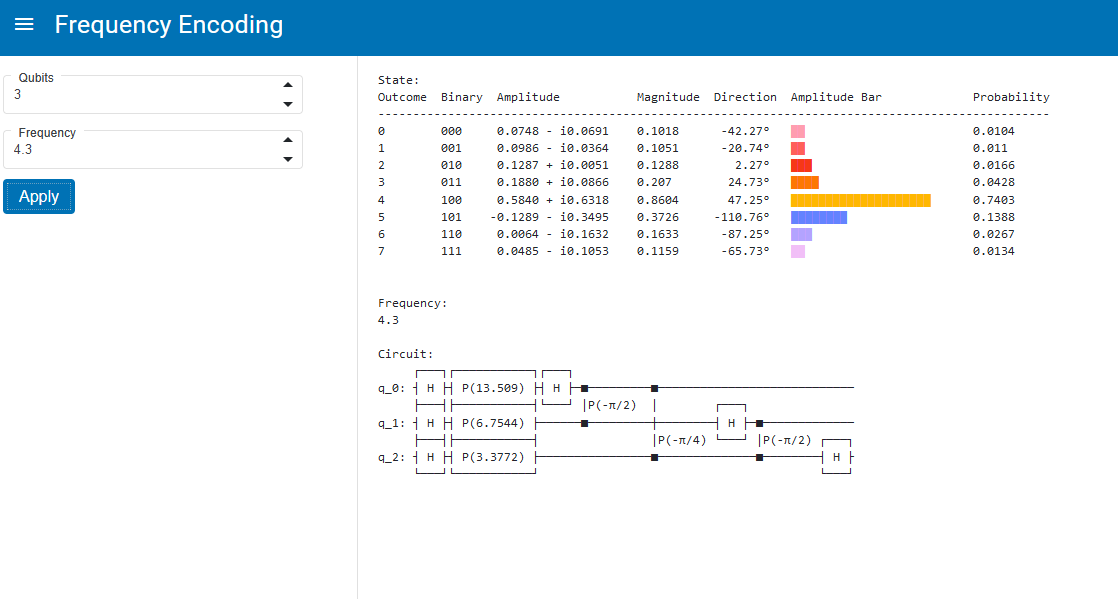 Frequency Encoding
Qubits
3
Frequency
4.3
Apply
State:
Outcome  Binary  Amplitude           Magnitude  Direction  Amplitude Bar             Probability
------------------------------------------------------------------------------------------------
0        000     0.0748 - i0.0691    0.1018      -42.27°                             0.0104
1        001     0.0986 - i0.0364    0.1051      -20.74°                             0.011
2        010     0.1287 + i0.0051    0.1288        2.27°                             0.0166
3        011     0.1880 + i0.0866    0.207        24.73°                             0.0428
4        100     0.5840 + i0.6318    0.8604       47.25°                             0.7403
5        101    -0.1289 - i0.3495    0.3726     -110.76°                             0.1388
6        110     0.0064 - i0.1632    0.1633      -87.25°                             0.0267
7        111     0.0485 - i0.1053    0.1159      -65.73°                             0.0134
Frequency:
4.3
Circuit:
q_0: H P(13.509) H
P(-π/2)
q_1: H P(6.7544) H
P(-π/4) P(-π/2)
q_2: H P(3.3772) H